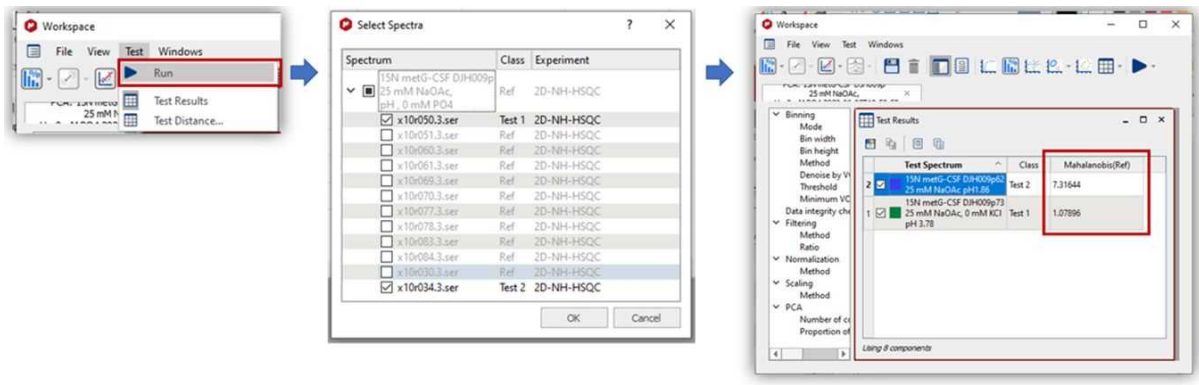 Workspace
File View Test Windows
Run
Test Results
Test Distance...
25 mM N
Select Spectra
Spectrum Class Experiment
15N metG-CSF DJH009p
25 mM NaOAc, Ref 2D-NH-HSQC
pH , 0 mM PO4
x10r050.3.ser Test 1 2D-NH-HSQC
x10r051.3.ser Ref 2D-NH-HSQC
x10r060.3.ser Ref 2D-NH-HSQC
x10r061.3.ser Ref 2D-NH-HSQC
x10r069.3.ser Ref 2D-NH-HSQC
x10r070.3.ser Ref 2D-NH-HSQC
x10r077.3.ser Ref 2D-NH-HSQC
x10r078.3.ser Ref 2D-NH-HSQC
x10r083.3.ser Ref 2D-NH-HSQC
x10r084.3.ser Ref 2D-NH-HSQC
x10r030.3.ser Ref 2D-NH-HSQC
x10r034.3.ser Test 2 2D-NH-HSQC
OK Cancel
Workspace
File View Test Windows
25 mM NaOAc,
Binning
Mode
Bin width
Bin height
Method
Denoise by V
Threshold
Minimum VC
Data integrity che
Filtering
Method
Ratio
Normalization
Method
Scaling
Method
PCA
Number of c
Proportion of
Test Results
Test Spectrum Class Mahalanobis(Ref)
2 15N metG-CSF DJH009p62 Test 2 7.31644
25 mM NaOAc pH1.86
15N metG-CSF DJH009p73
1 25 mM NaOAc, 0 mM KCl Test 1 1.07896
pH 3.78
Using 8 components